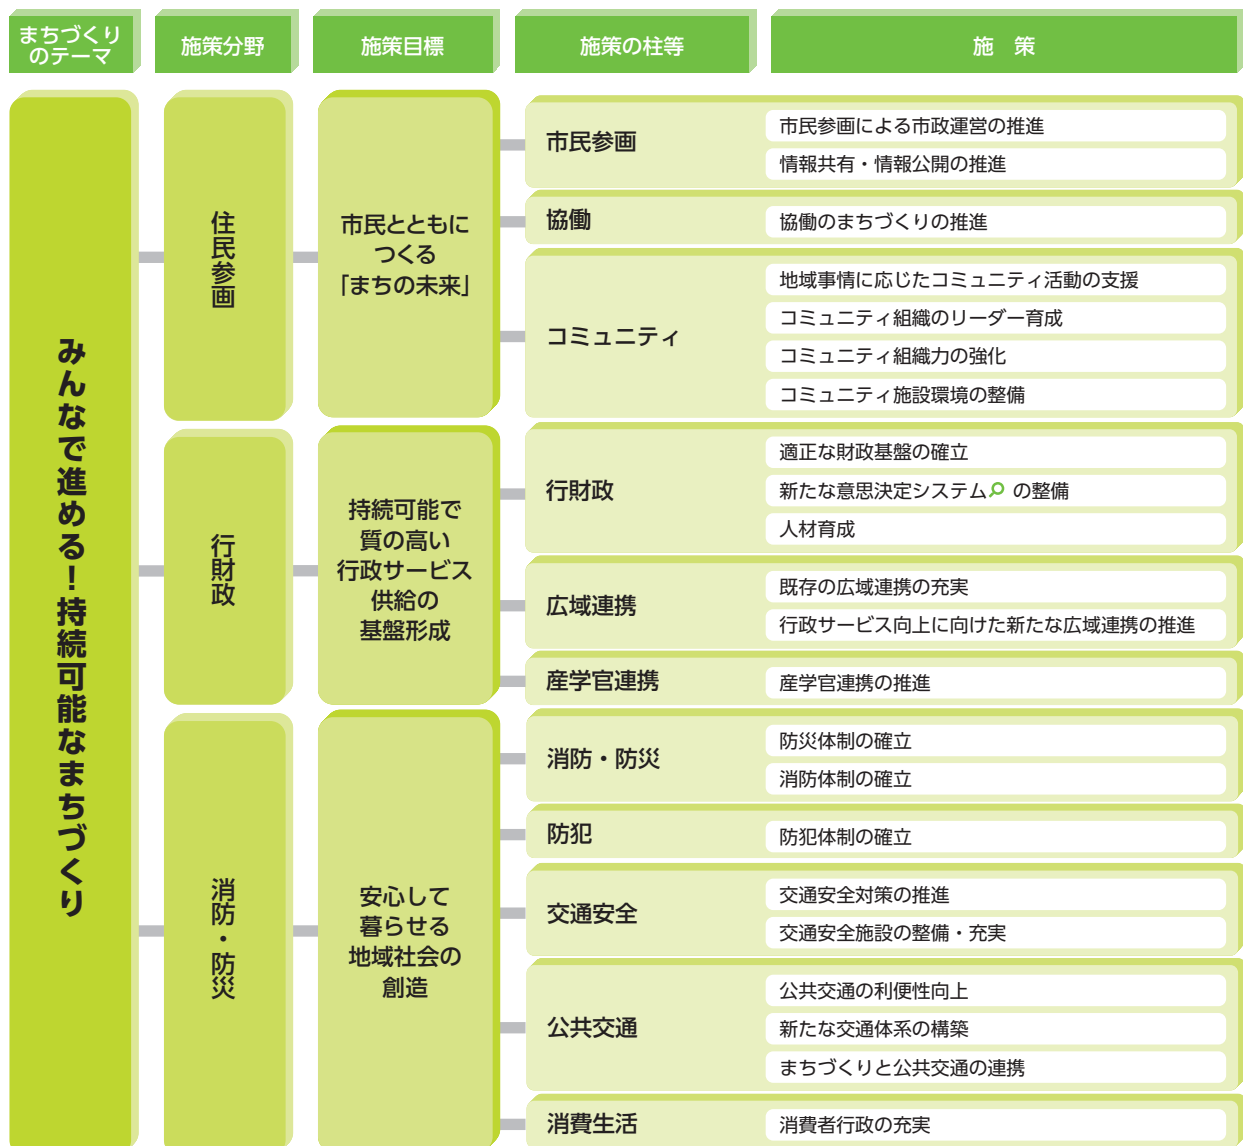 まちづくり
のテーマ
施策分野
施策目標
施策の柱等
施　策
みんなで進める！持続可能なまちづくり
住民参画
市民とともに
つくる
「まちの未来」
市民参画
市民参画による市政運営の推進
情報共有・情報公開の推進
協働
協働のまちづくりの推進
コミュニティ
地域事情に応じたコミュニティ活動の支援
コミュニティ組織のリーダー育成
コミュニティ組織力の強化
コミュニティ施設環境の整備
行財政
持続可能で
質の高い
行政サービス
供給の
基盤形成
行財政
適正な財政基盤の確立
新たな意思決定システム の整備
人材育成
広域連携
既存の広域連携の充実
行政サービス向上に向けた新たな広域連携の推進
産学官連携
産学官連携の推進
消防・防災
安心して
暮らせる
地域社会の
創造
消防・防災
防災体制の確立
消防体制の確立
防犯
防犯体制の確立
交通安全
交通安全対策の推進
交通安全施設の整備・充実
公共交通
公共交通の利便性向上
新たな交通体系の構築
まちづくりと公共交通の連携
消費生活
消費者行政の充実